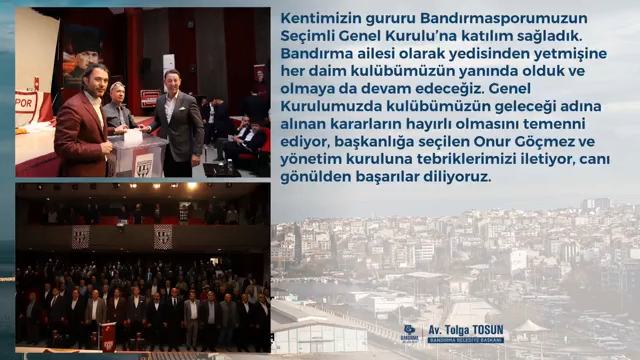 Kentimizin gururu Bandırmasporumuzun
Seçimli Genel Kurulu'na katılım sağladık.
Bandırma ailesi olarak yedisinden yetmişine
her daim kulübümüzün yanında olduk ve
olmaya da devam edeceğiz. Genel
Kurulumuzda kulübümüzün geleceği adına
alınan kararların hayırlı olmasını temenni
ediyor, başkanlığa seçilen Onur Göçmez ve
yönetim kuruluna tebriklerimizi iletiyor, canı
gönülden başarılar diliyoruz.
POR
Av. Tolga TOSUN
BANDIRMA BELEDİYE BAŞKANI